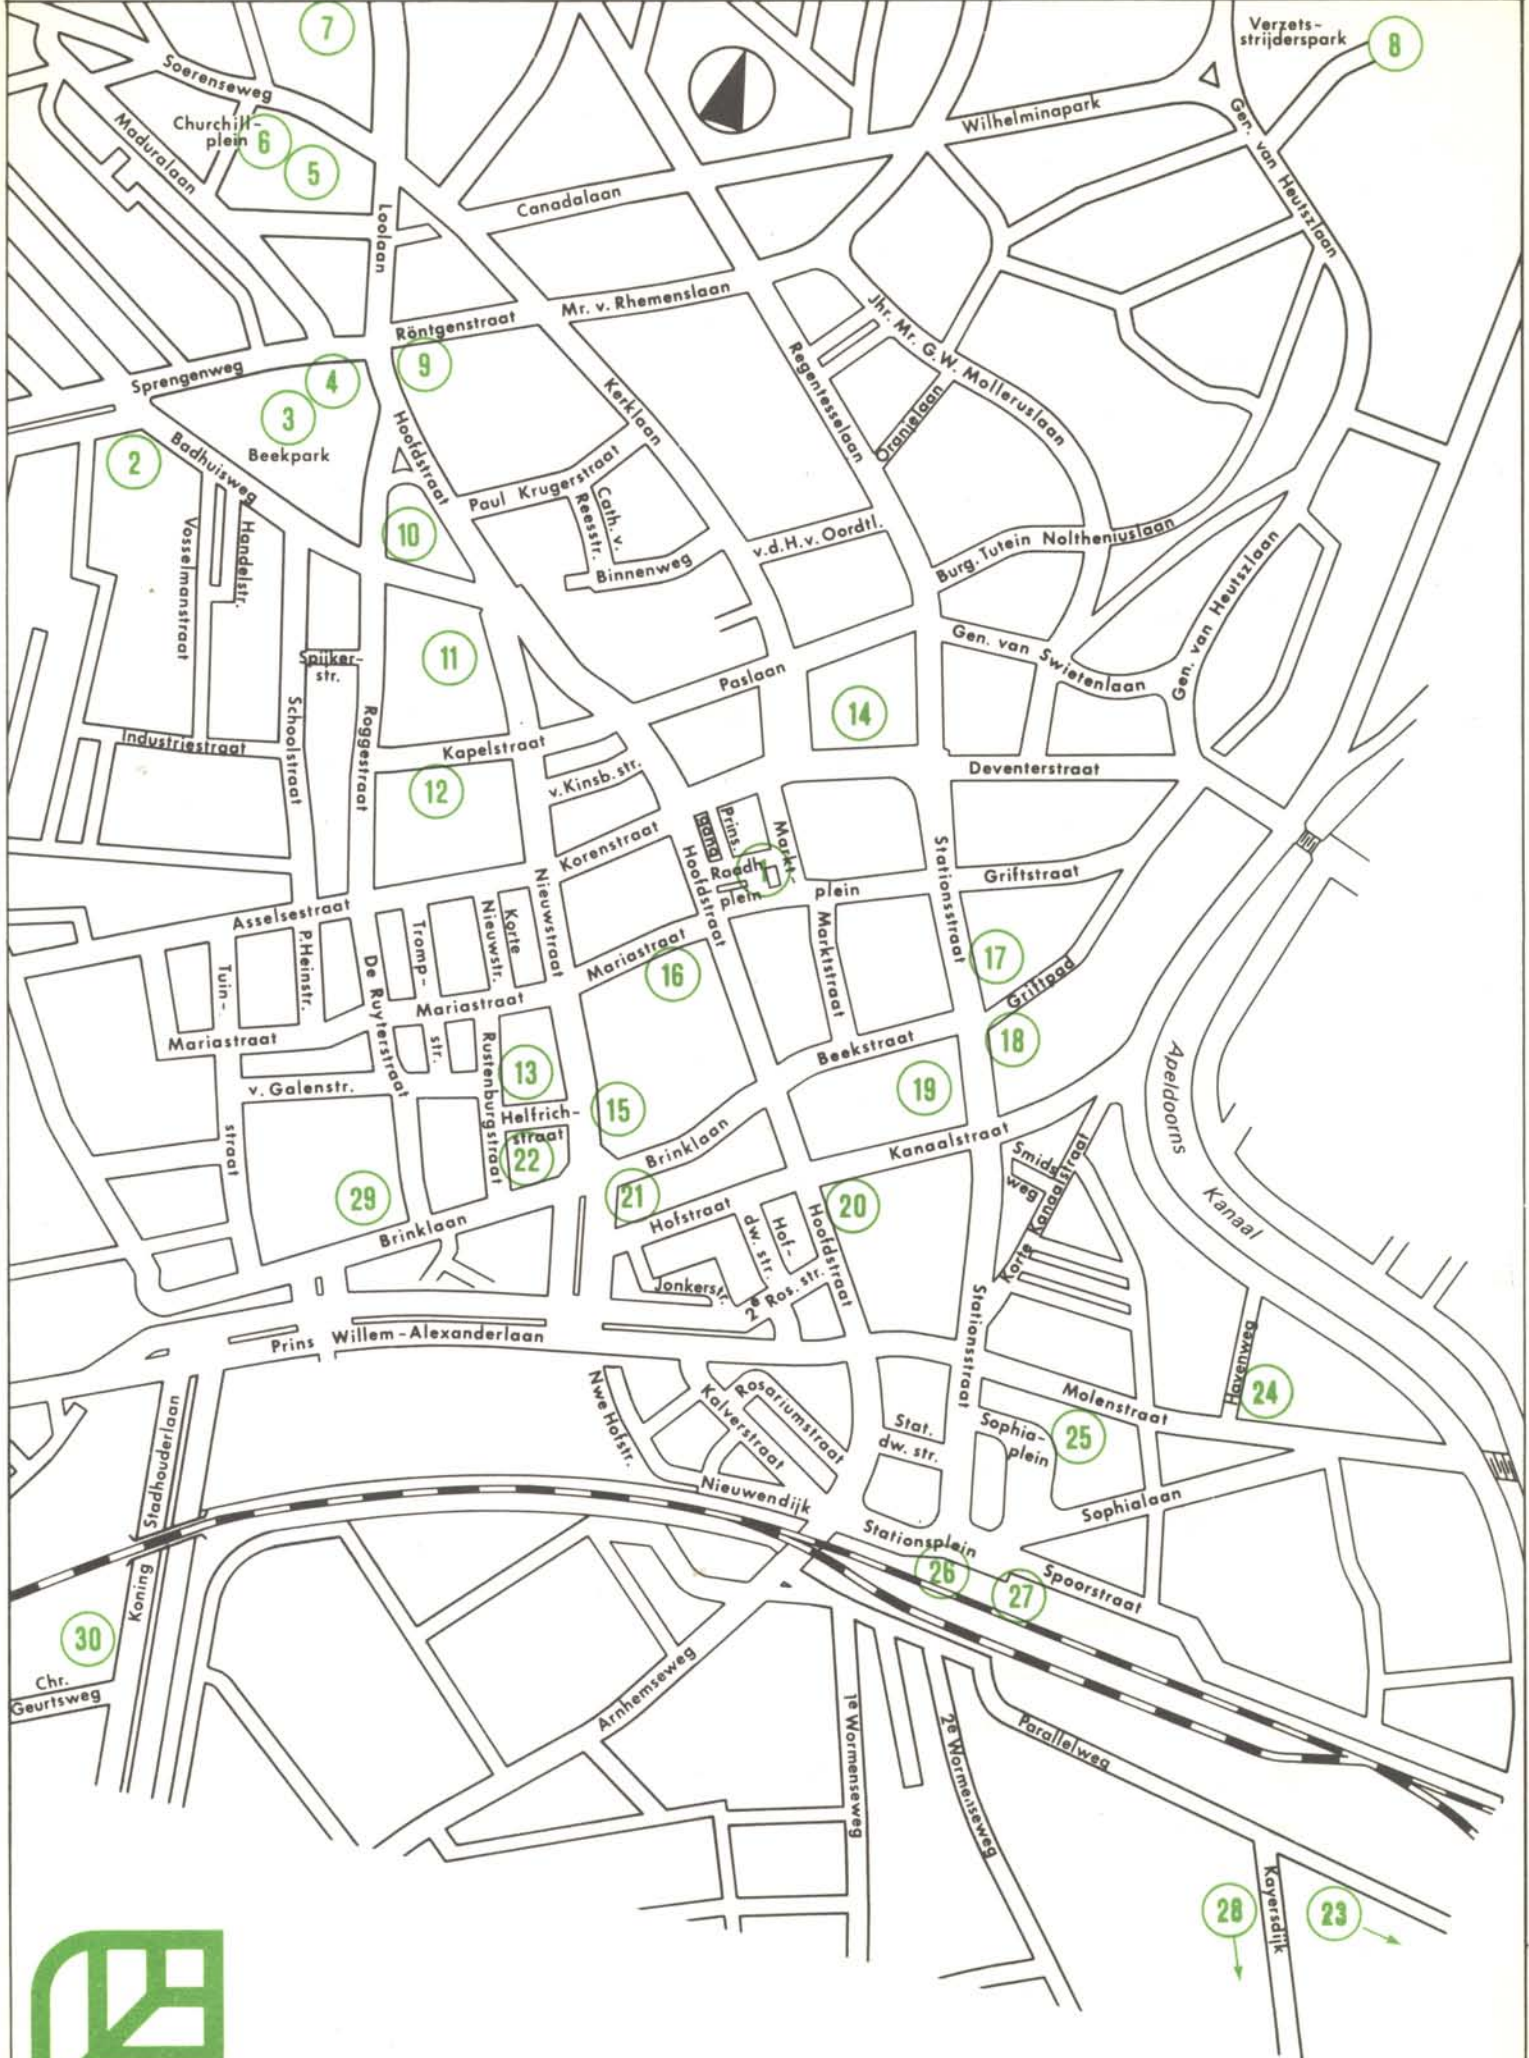 7
Verzets-
strijderspark
8
Soerenseweg
Churchill-
plein
6
5
Maduralaan
Wilhelminapark
Gen. van Heutszlaan
Canadalaan
Loolaan
Mr. v. Rhemenslaan
Röntgenstraat
Jhr. Mr. G.W. Molleruslaan
Sprengenweg
4
9
3
Beekpark
Regentesselaan
Kerklaan
Oranjelaan
2
Badhuisweg
Hoofdstraat
Paul Krugerstraat
Cath. v.
Reesstr.
10
v.d.H.v. Oordtl.
Burg. Tutein Noltheniuslaan
Binnenweg
Vosselmanstraat
Handelstr.
Gen. van Heutszlaan
Gen. van Swietenlaan
Spijker-
str.
11
Paslaan
14
Industriestraat
Schoolstraat
Roggestraat
Kapelstraat
12
v. Kinsb. str.
Deventerstraat
Prins.
gang
Markt-
plein
Korenstraat
Raadh.
plein
1
Hoofdstraat
Stationsstraat
Griftstraat
Asselsestraat
Nieuwstraat
Korte
Nieuwstr.
Tromp-
str.
P.Heinstr.
Tuin-
straat
De Ruyterstraat
Mariastraat
16
Marktstraat
17
Griftpad
Mariastraat
Mariastraat
18
Beekstraat
Rustenburgstraat
13
19
v. Galenstr.
Helfrich-
straat
15
22
Brinklaan
Kanaalstraat
Smids
weg
Korte Kanaalstraat
Apeldoorns
Kanaal
29
21
20
Brinklaan
Hofstraat
Hof-
dw. str.
Hoofdstraat
Jonkerstr.
2e
Ros. str.
Prins Willem-Alexanderlaan
Stationsstraat
Havenweg
24
Molenstraat
Nwe Hofstr.
Kalverstraat
Rosariumstraat
Stat.
dw. str.
Sophia-
plein
25
Stadhouderlaan
Koning
Nieuwendijk
Sophialaan
Stationsplein
26
27
Spoorstraat
30
Chr.
Geurtsweg
Arnhemseweg
1e Wormenseweg
2e Wormenseweg
Parallelweg
28
Kayersdijk
23